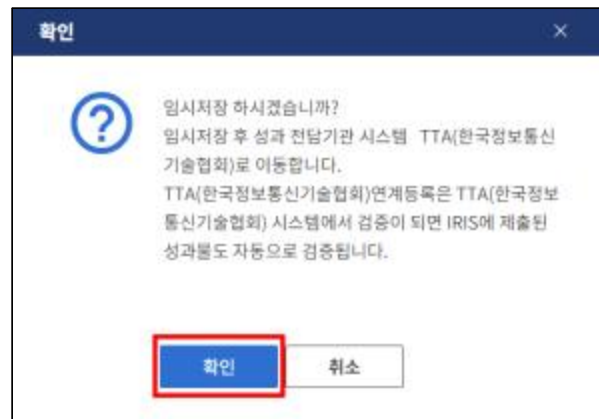 확인
임시저장 하시겠습니까?
임시저장 후 성과 전담기관 시스템 TTA(한국정보통신
기술협회)로 이동합니다.
TTA(한국정보통신기술협회)연계등록은 TTA(한국정보
통신기술협회) 시스템에서 검증이 되면 IRIS에 제출된
성과물도 자동으로 검증됩니다.
확인 취소